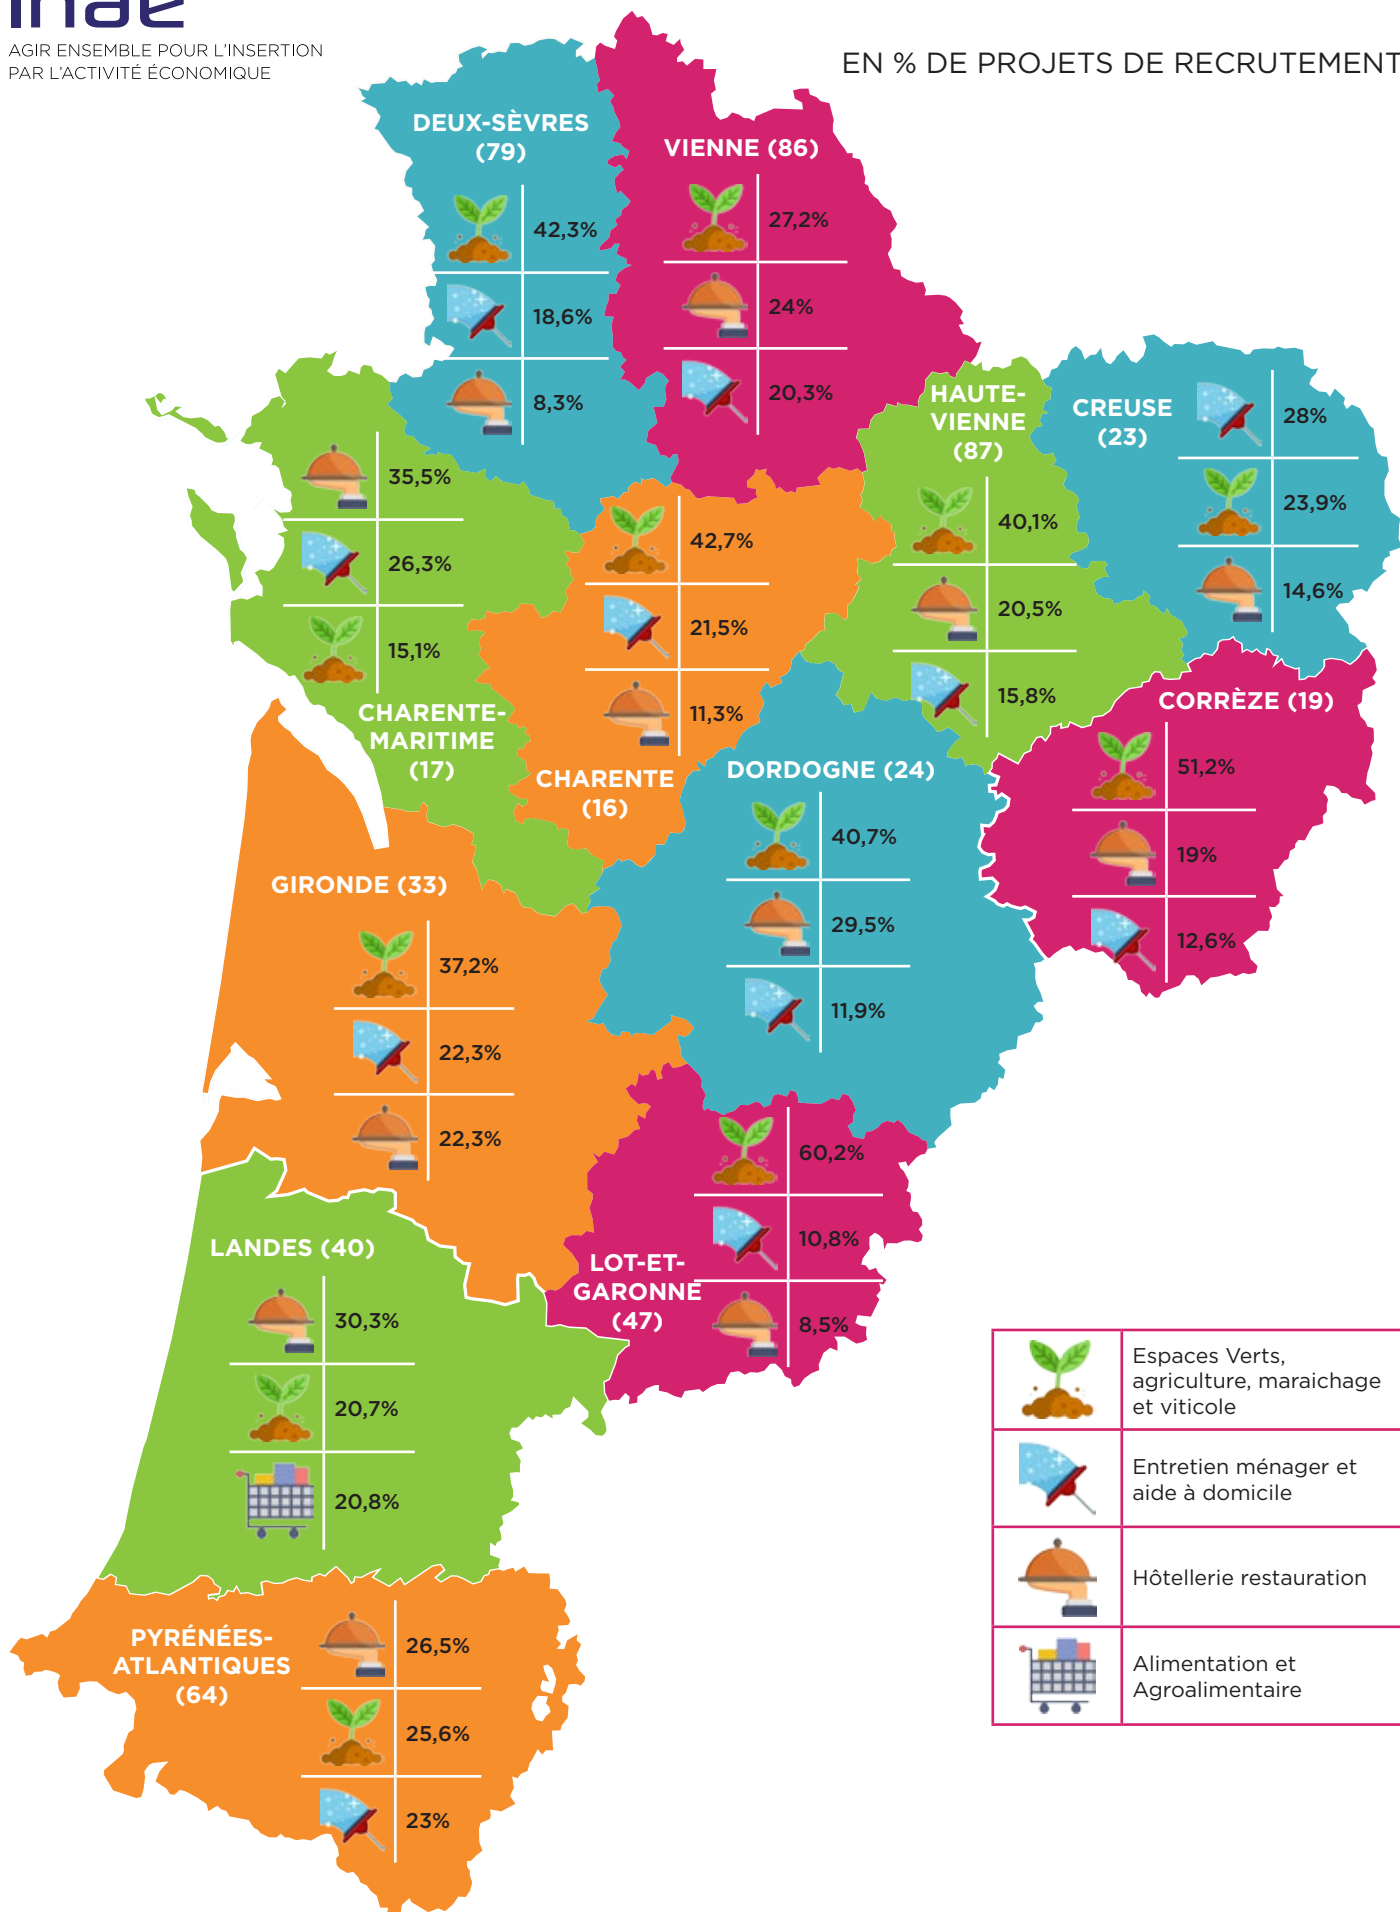 inae
AGIR ENSEMBLE POUR L'INSERTION
PAR L'ACTIVITÉ ÉCONOMIQUE
EN % DE PROJETS DE RECRUTEMENT
DEUX-SÈVRES
(79)
42,3%
18,6%
8,3%
VIENNE (86)
27,2%
24%
20,3%
HAUTE-
VIENNE
(87)
40,1%
20,5%
15,8%
CREUSE
(23)
28%
23,9%
14,6%
35,5%
26,3%
15,1%
CHARENTE-
MARITIME
(17)
42,7%
21,5%
11,3%
CHARENTE
(16)
CORRÈZE (19)
51,2%
19%
12,6%
DORDOGNE (24)
40,7%
29,5%
11,9%
GIRONDE (33)
37,2%
22,3%
22,3%
60,2%
10,8%
8,5%
LOT-ET-
GARONNE
(47)
LANDES (40)
30,3%
20,7%
20,8%
PYRÉNÉES-
ATLANTIQUES
(64)
26,5%
25,6%
23%
Espaces Verts,
agriculture, maraichage
et viticole
Entretien ménager et
aide à domicile
Hôtellerie restauration
Alimentation et
Agroalimentaire